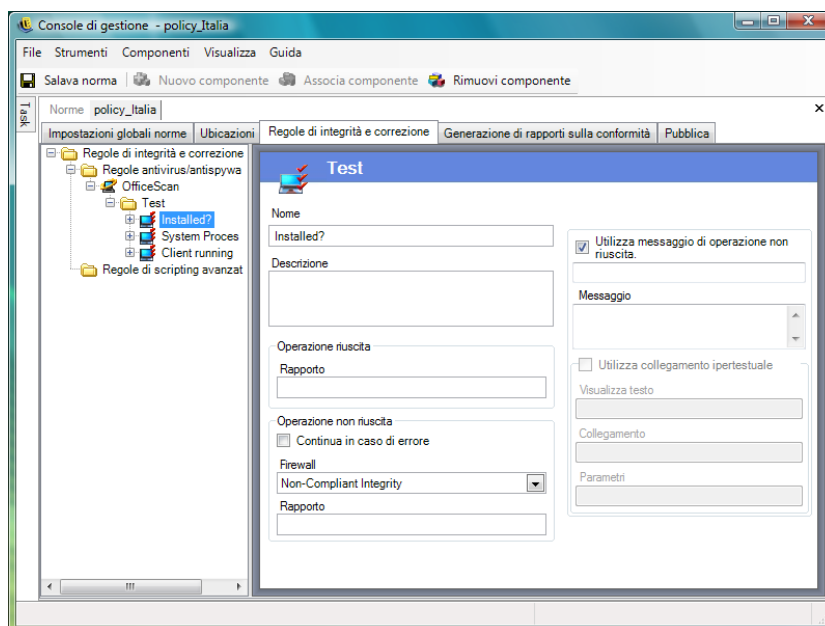 Console di gestione - policy_Italia
File Strumenti Componenti Visualizza Guida
Salava norma Nuovo componente Associa componente Rimuovi componente
Task
Norme policy_Italia
Impostazioni globali norme Ubicazioni Regole di integrità e correzione Generazione di rapporti sulla conformità Pubblica
Regole di integrità e correzione
Regole antivirus/antispywa
OfficeScan
Test
Installed?
System Proces
Client running
Regole di scripting avanzat
Test
Nome
Installed?
Descrizione
Operazione riuscita
Rapporto
Operazione non riuscita
Continua in caso di errore
Firewall
Non-Compliant Integrity
Rapporto
Utilizza messaggio di operazione non
riuscita.
Messaggio
Utilizza collegamento ipertestuale
Visualizza testo
Collegamento
Parametri